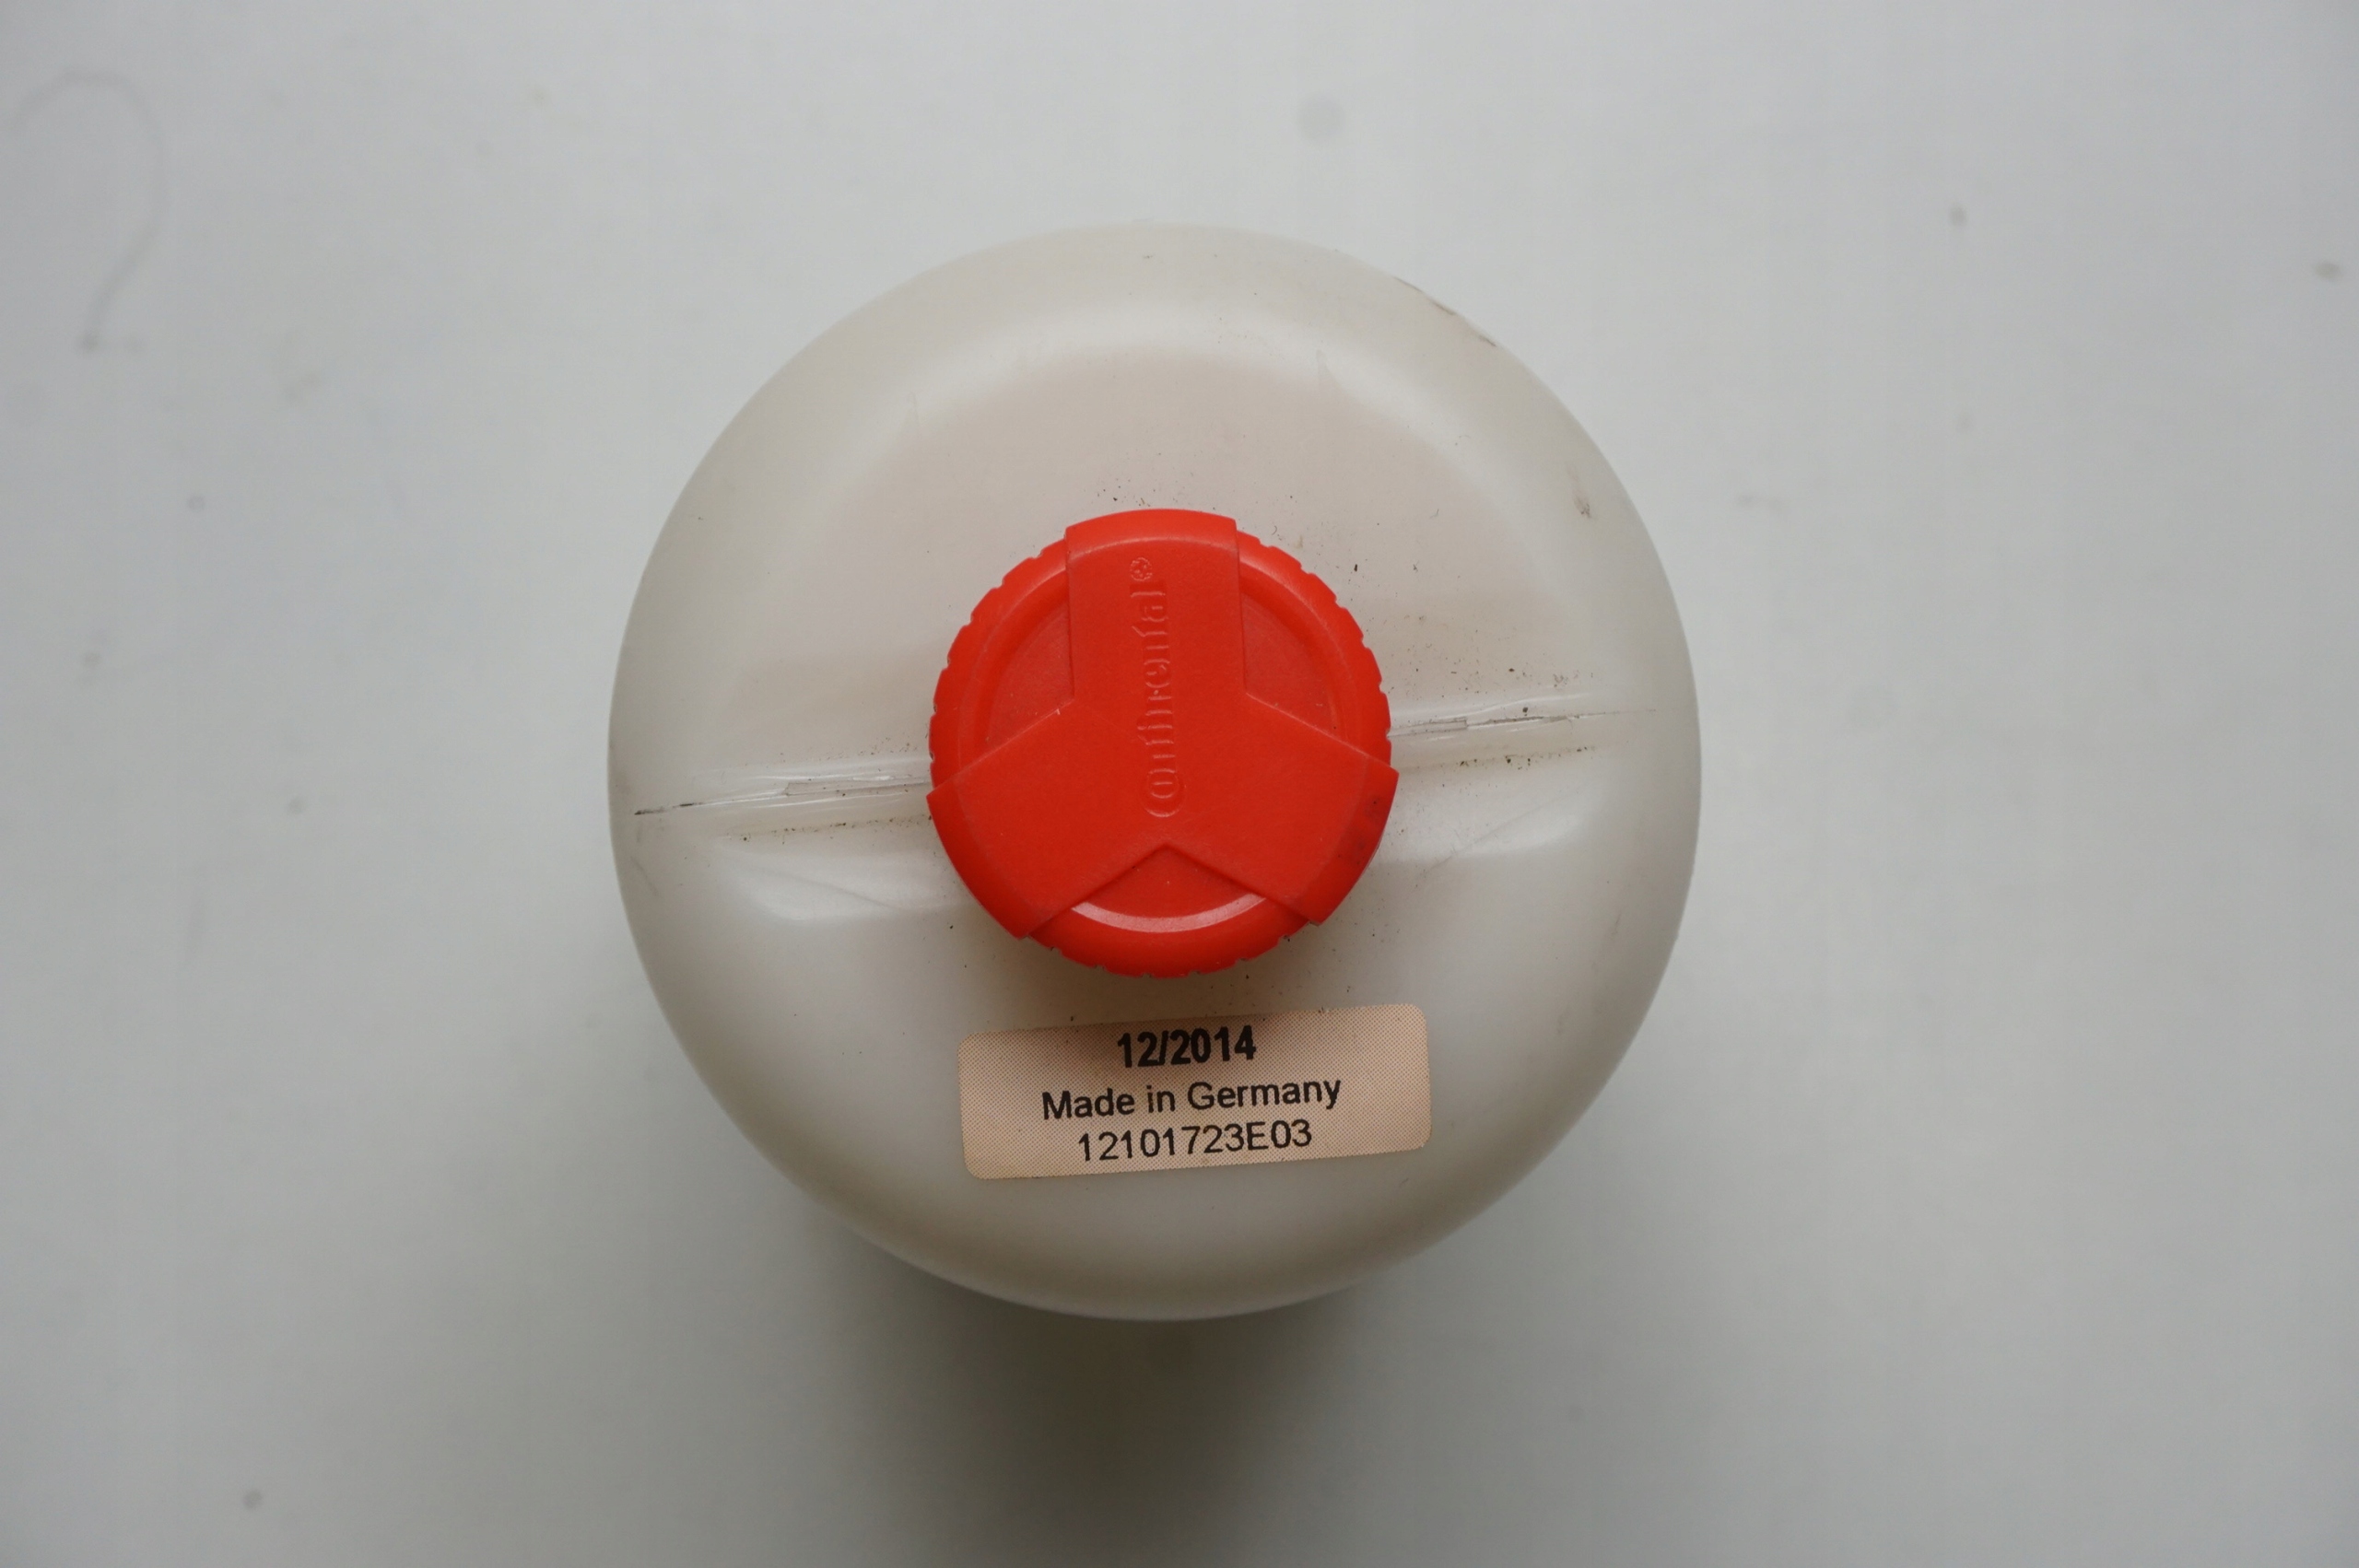 Continental®
12/2014
Made in Germany
12101723E03